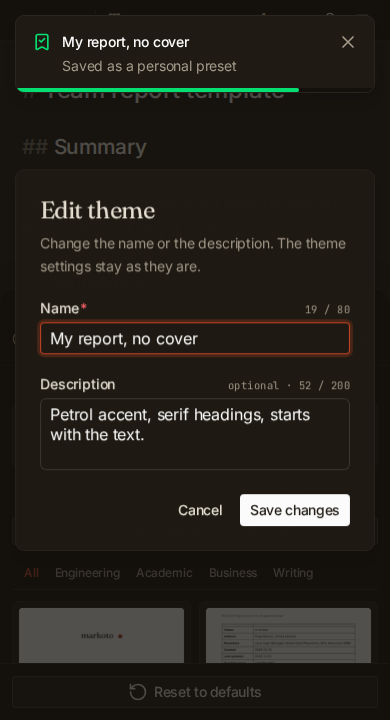 My report, no cover
Saved as a personal preset
# Team report template
## Summary
Edit theme
Change the name or the description. The theme
settings stay as they are.
Name* 19 / 80
My report, no cover
Description optional · 52 / 200
Petrol accent, serif headings, starts
with the text.
Cancel Save changes
All Engineering Academic Business Writing
markoto
Reset to defaults